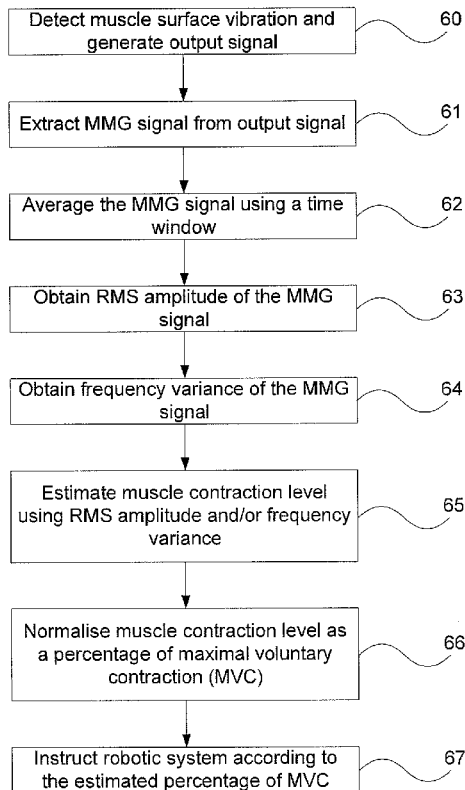 Detect muscle surface vibration and
generate output signal
60
Extract MMG signal from output signal
61
Average the MMG signal using a time
window
62
Obtain RMS amplitude of the MMG
signal
63
Obtain frequency variance of the MMG
signal
64
Estimate muscle contraction level
using RMS amplitude and/or frequency
variance
65
Normalise muscle contraction level as
a percentage of maximal voluntary
contraction (MVC)
66
Instruct robotic system according to
the estimated percentage of MVC
67